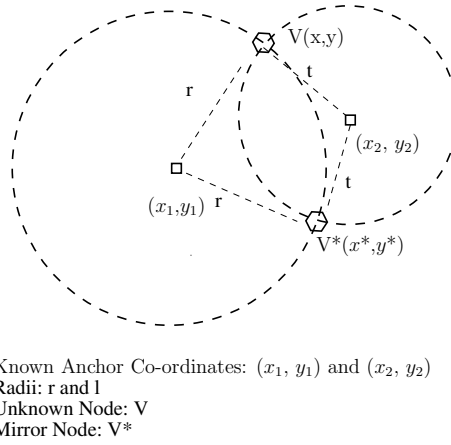 V(x,y)
t
r
(x₂, y₂)
t
(x₁,y₁)
r
V*(x*,y*)
Known Anchor Co-ordinates: (x₁, y₁) and (x₂, y₂)
Radii: r and l
Unknown Node: V
Mirror Node: V*